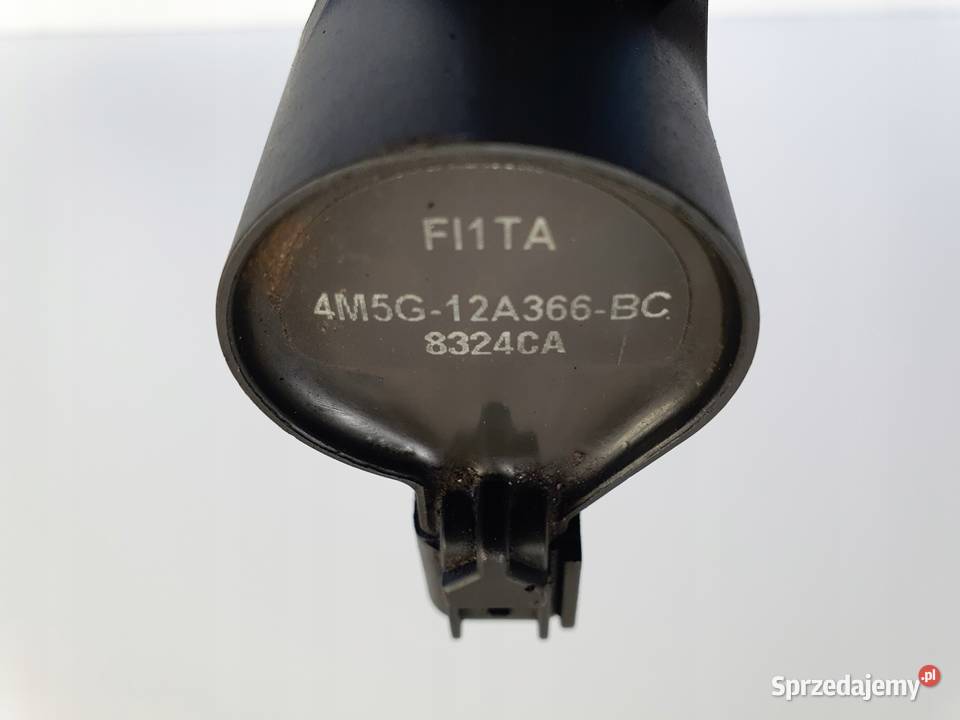 FI1TA
4M5G-12A366-BC
8324CA
Sprzedajemy.pl